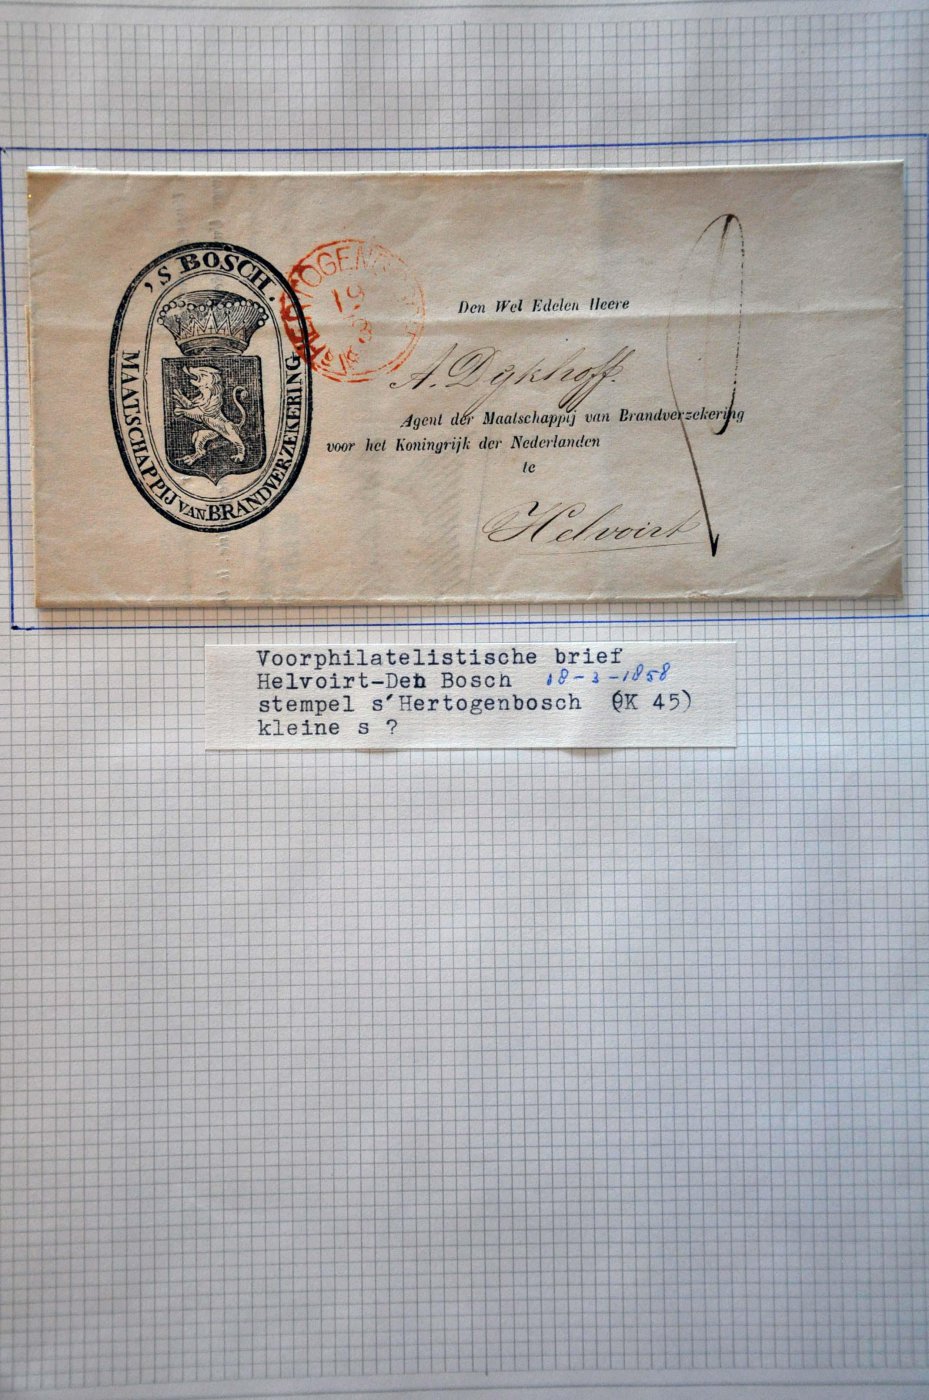 'S BOSCH.
MAATSCHAPPIJ VAN BRANDVERZEKERING
19
3
Den Wel Edelen Heere
A. Dykhoff.
Agent der Maatschappij van Brandverzekering
voor het Koningrijk der Nederlanden
te
Helvoirt
Voorphilatelistische brief
Helvoirt-Den Bosch 18-3-1858
stempel s'Hertogenbosch (K 45)
kleine s ?